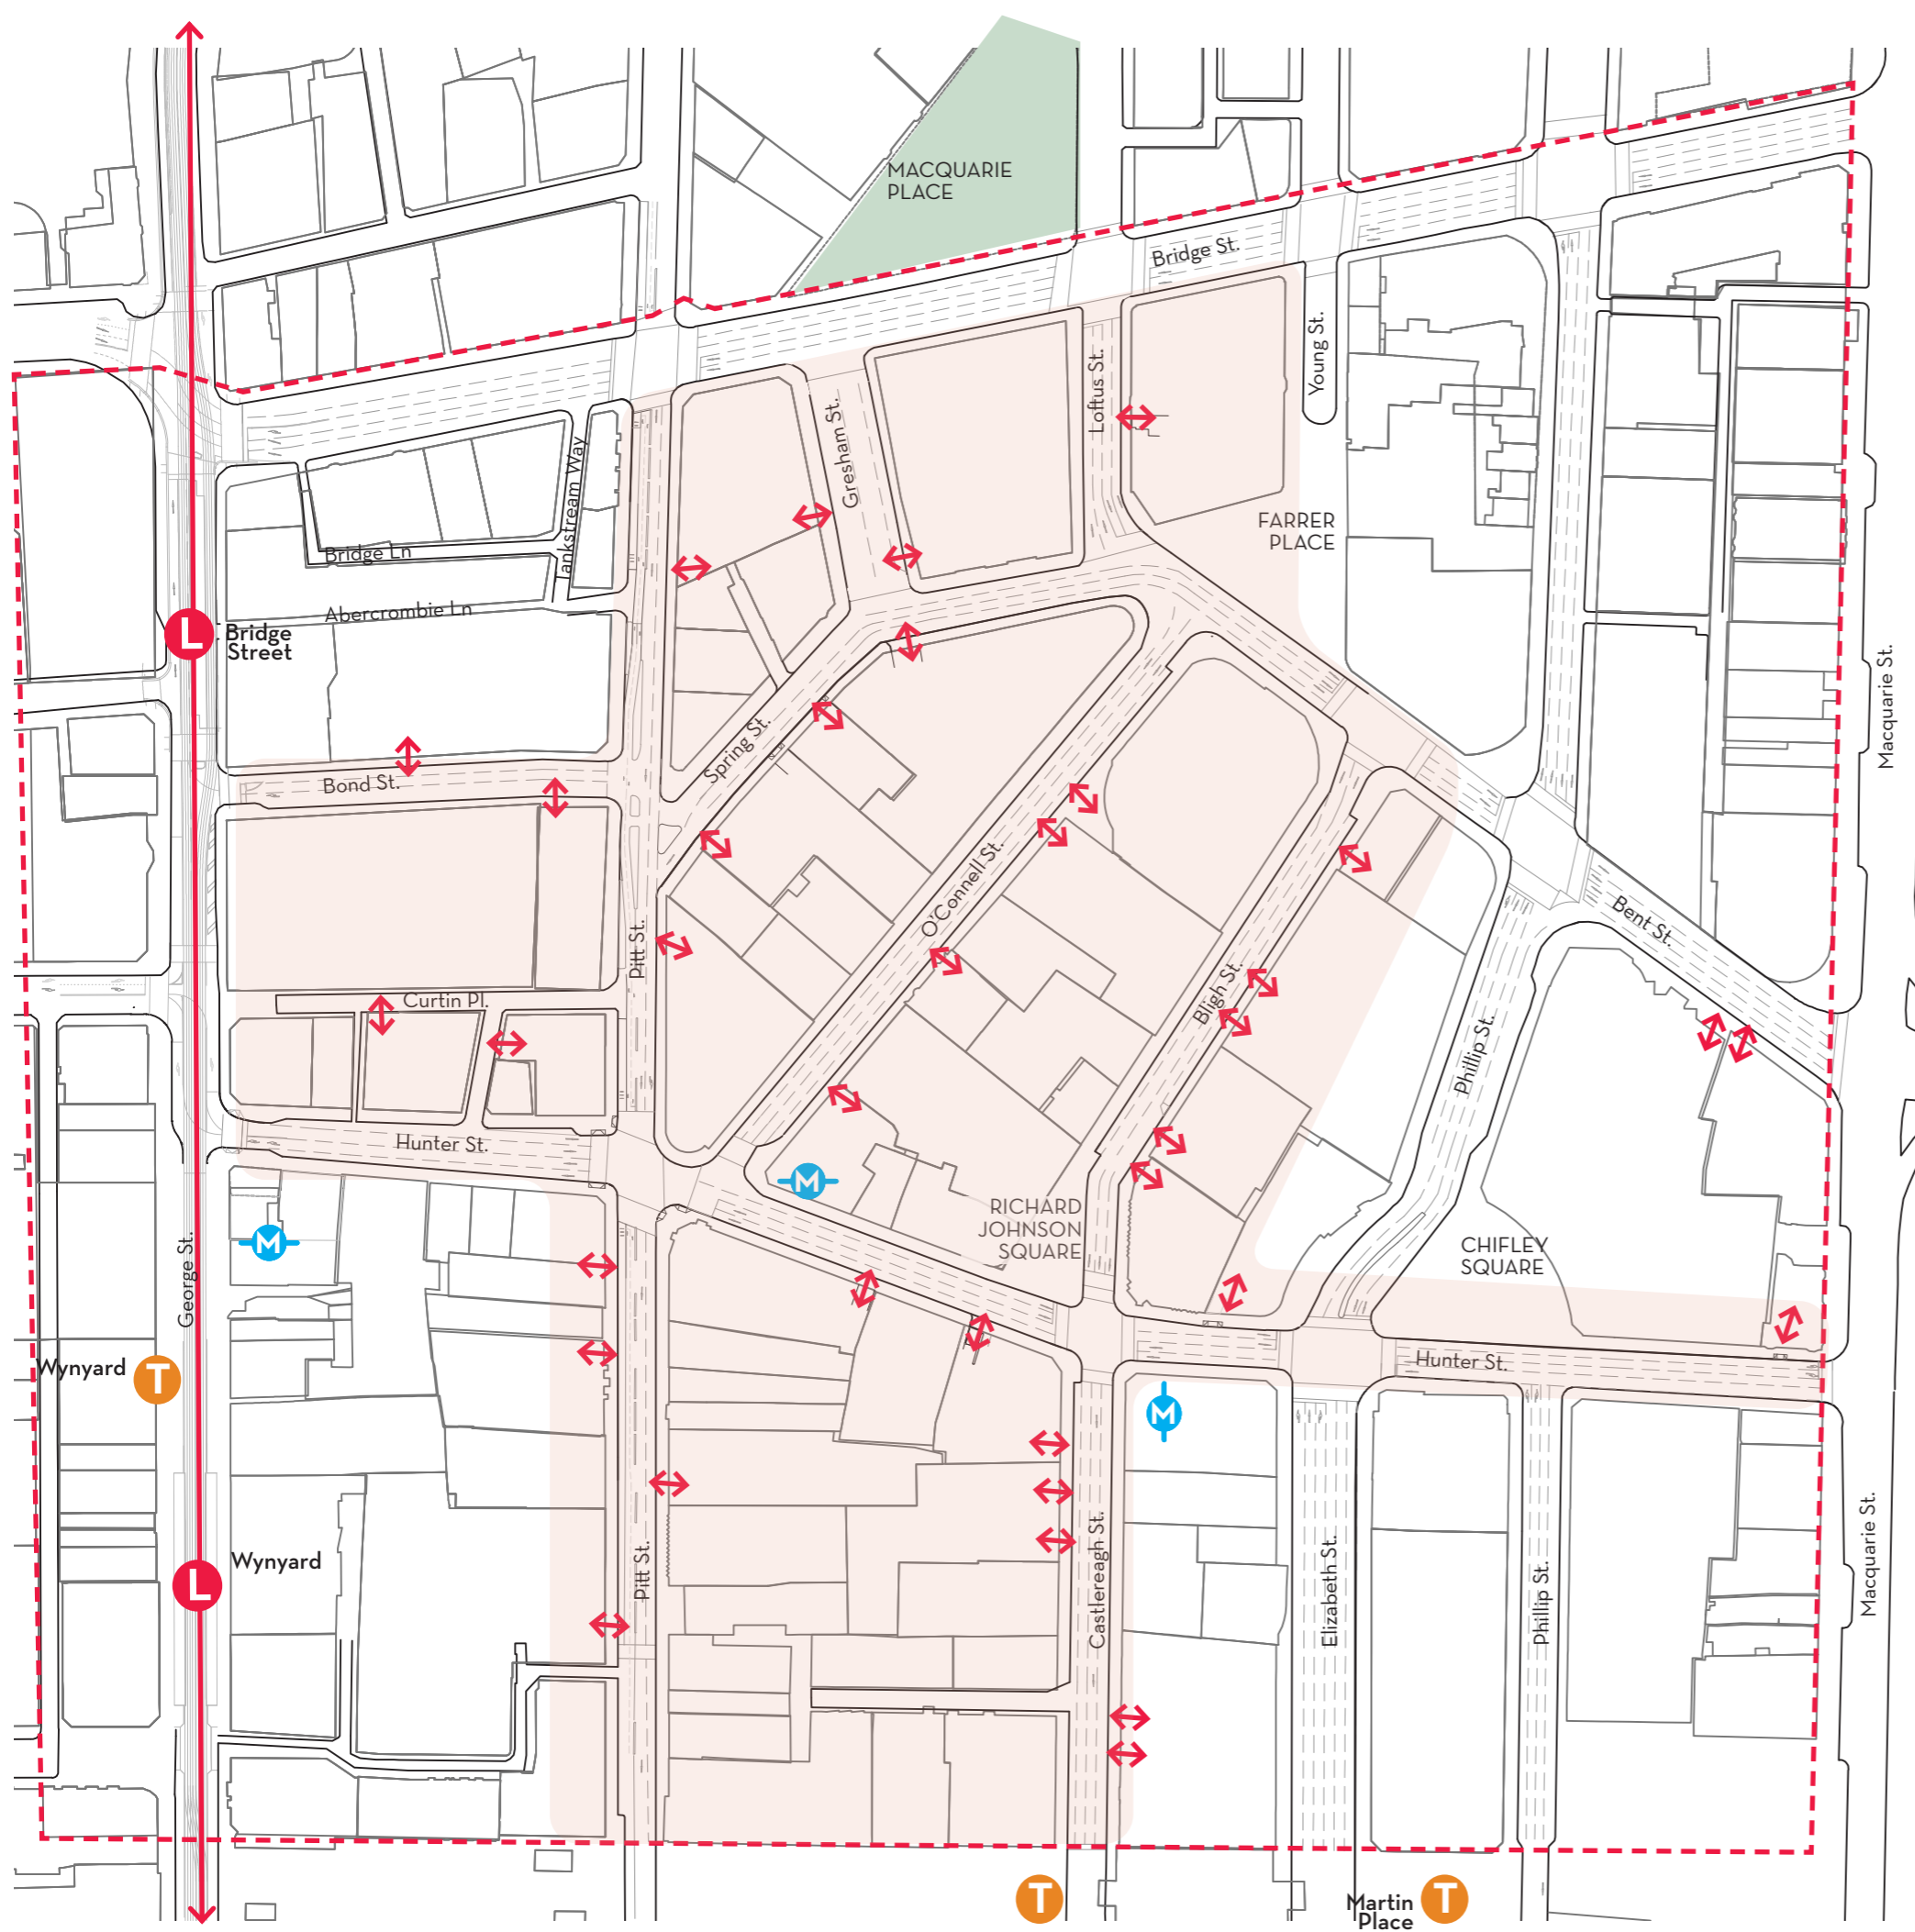 MACQUARIE
PLACE
Bridge St.
Young St.
Loftus St.
Gresham St.
Tankstream Way
FARRER
PLACE
Bridge Ln
Abercrombie Ln
L
Bridge
Street
Macquarie St.
Spring St.
Bond St.
O'Connell St.
Bent St.
Pitt St.
Bligh St.
Curtin Pl.
Phillip St.
Hunter St.
M
RICHARD
JOHNSON
SQUARE
M
CHIFLEY
SQUARE
George St.
Hunter St.
Wynyard
T
M
Wynyard
L
Pitt St.
Castlereagh St.
Elizabeth St.
Phillip St.
Macquarie St.
T
Martin
Place
T